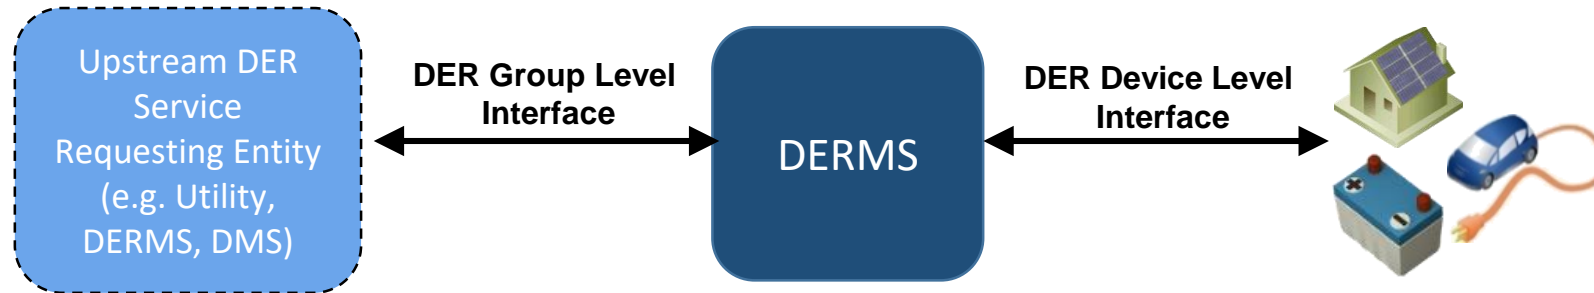 Upstream DER
Service
Requesting Entity
(e.g. Utility,
DERMS, DMS)
DER Group Level
Interface
DERMS
DER Device Level
Interface